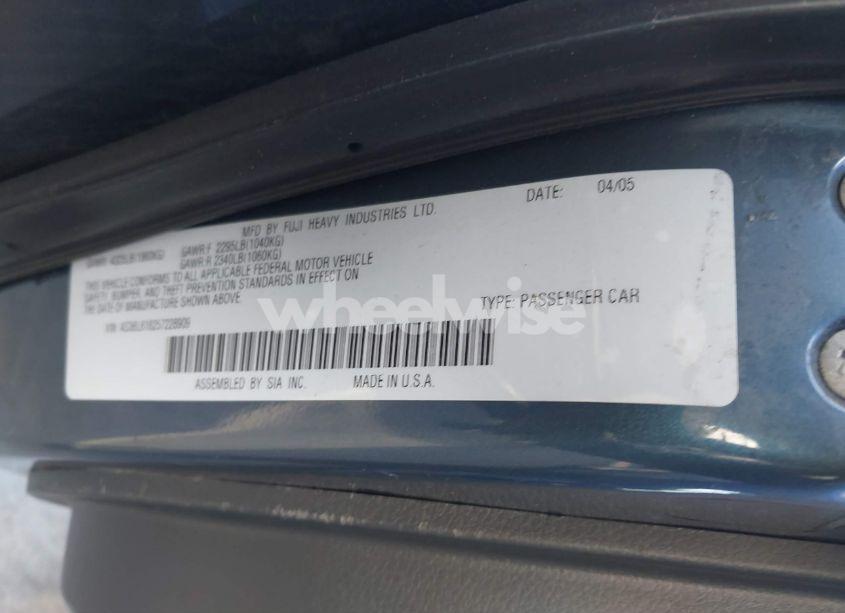 MFD BY FUJI HEAVY INDUSTRIES LTD. DATE: 04/05
GAWR:F 2295LB(1040KG)
GAWR:R 2340LB(1060KG)
THIS VEHICLE CONFORMS TO ALL APPLICABLE FEDERAL MOTOR VEHICLE
SAFETY, BUMPER, AND THEFT PREVENTION STANDARDS IN EFFECT ON
THE DATE OF MANUFACTURE SHOWN ABOVE.
TYPE: PASSENGER CAR
VIN
ASSEMBLED BY SIA INC. MADE IN U.S.A.
wheelwise